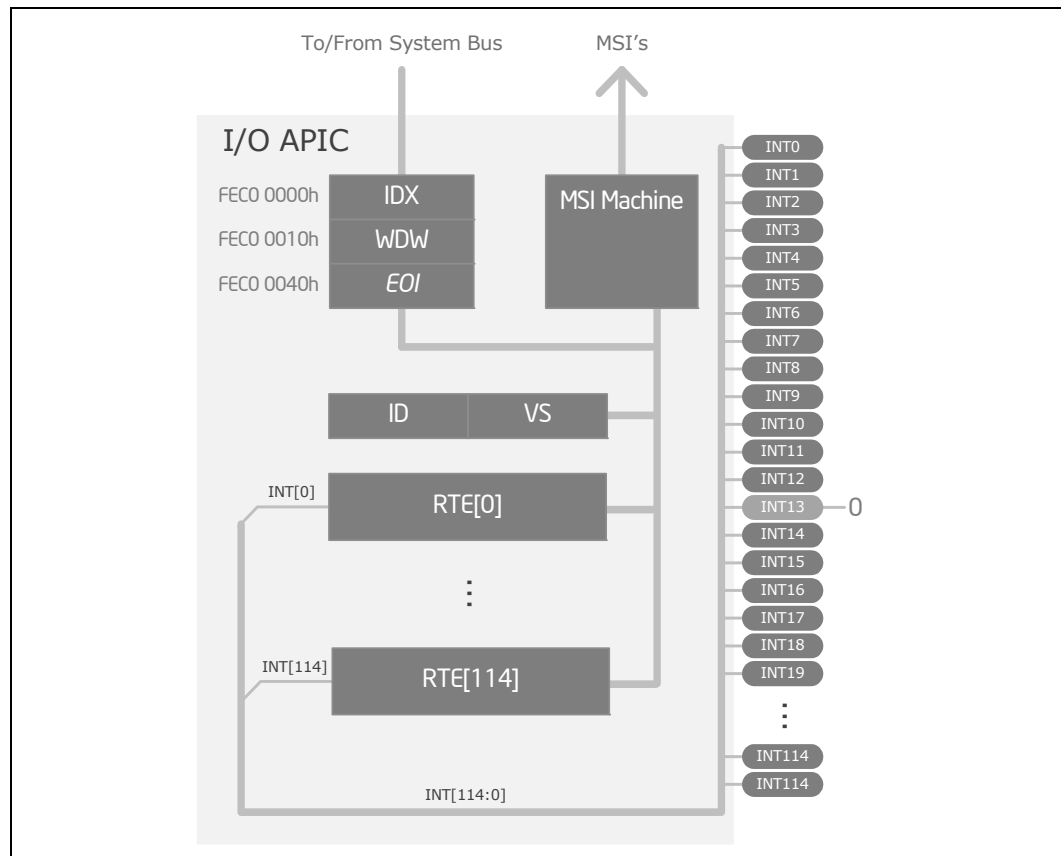 To/From System Bus MSI's
I/O APIC
FEC0 0000h IDX MSI Machine
FEC0 0010h WDW
FEC0 0040h EOI
ID VS
INT[0] RTE[0]
⋮
INT[114] RTE[114]
INT[114:0]
INT0
INT1
INT2
INT3
INT4
INT5
INT6
INT7
INT8
INT9
INT10
INT11
INT12
INT13 0
INT14
INT15
INT16
INT17
INT18
INT19
⋮
INT114
INT114